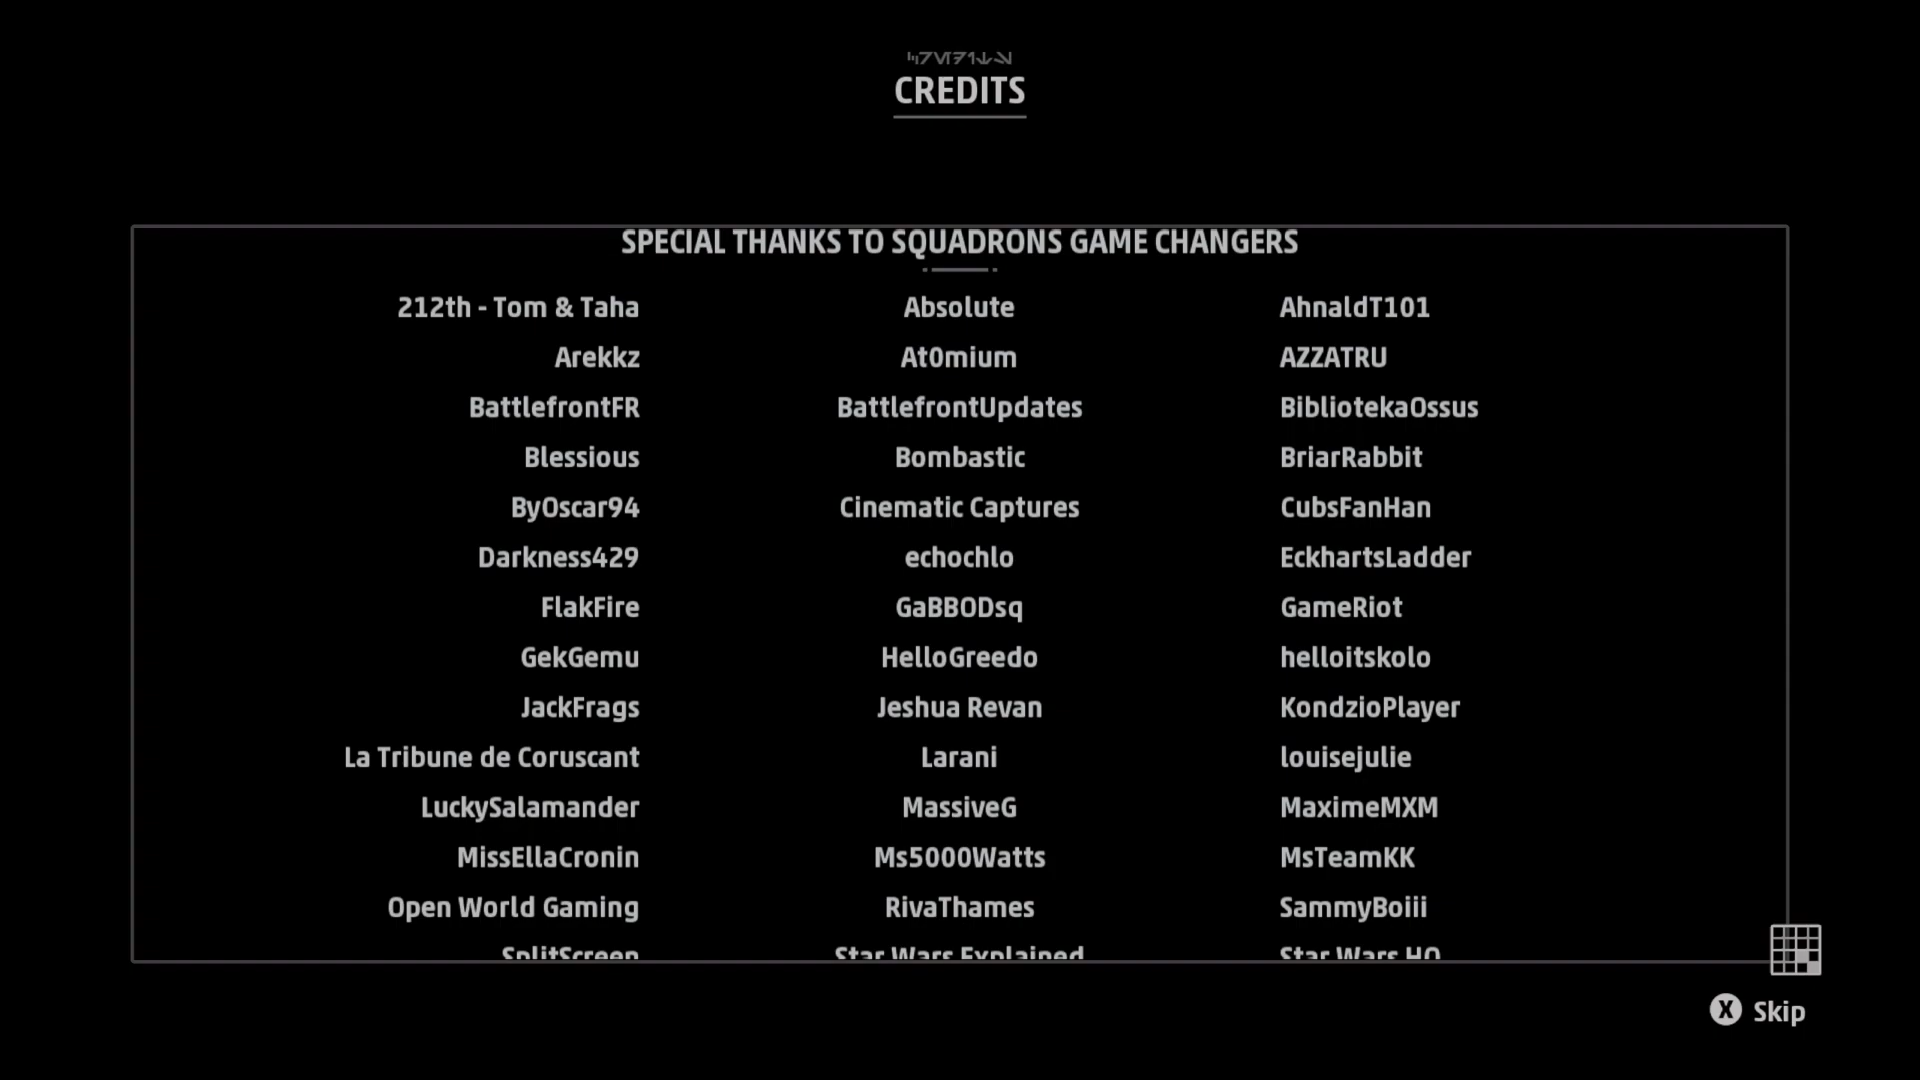 CREDITS
SPECIAL THANKS TO SQUADRONS GAME CHANGERS
212th - Tom & Taha Absolute AhnaldT101
Arekkz At0mium AZZATRU
BattlefrontFR BattlefrontUpdates BibliotekaOssus
Blessious Bombastic BriarRabbit
ByOscar94 Cinematic Captures CubsFanHan
Darkness429 echochlo EckhartsLadder
FlakFire GaBBODsq GameRiot
GekGemu HelloGreedo helloitskolo
JackFrags Jeshua Revan KondzioPlayer
La Tribune de Coruscant Larani louisejulie
LuckySalamander MassiveG MaximeMXM
MissEllaCronin Ms5000Watts MsTeamKK
Open World Gaming RivaThames SammyBoiii
SplitScreen Star Wars Explained Star Wars HQ
X Skip